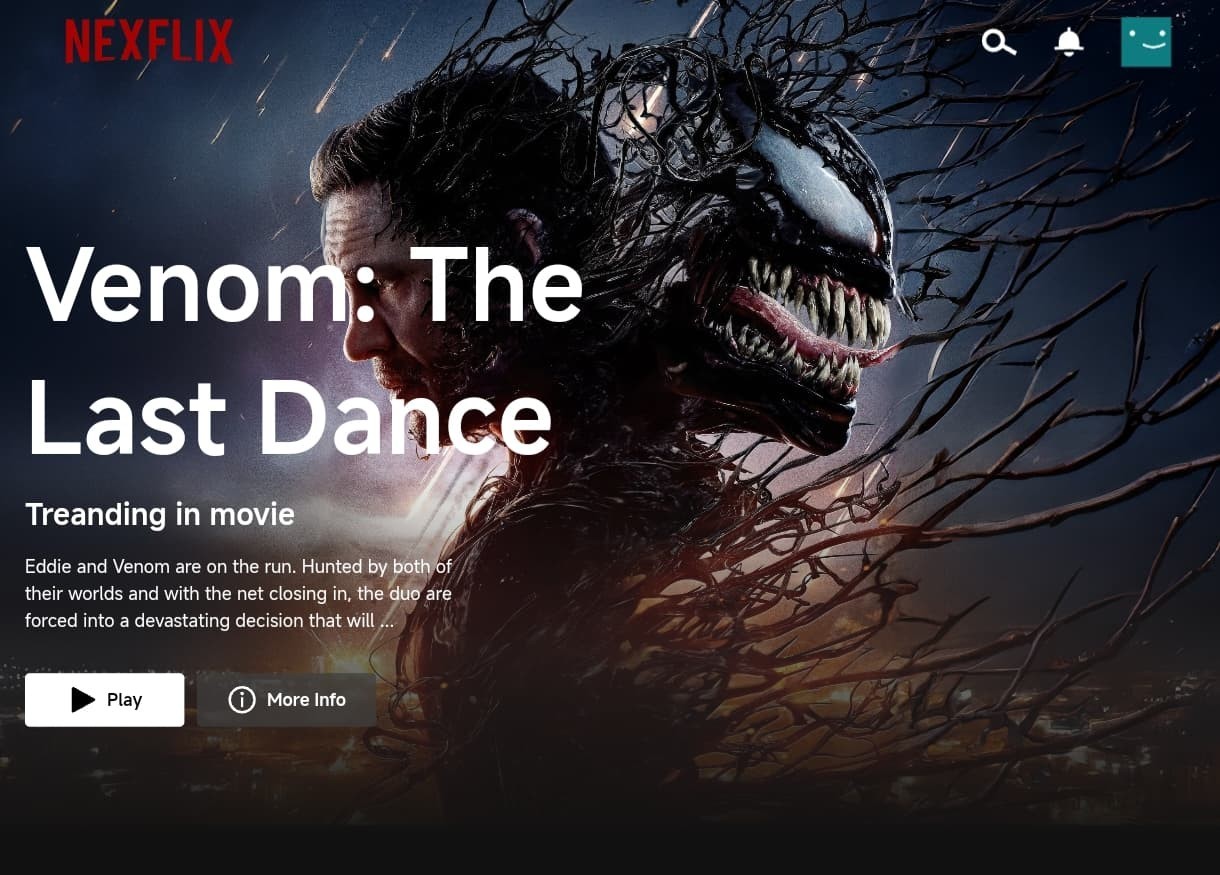 NEXFLIX
Venom: The
Last Dance
Treanding in movie
Eddie and Venom are on the run. Hunted by both of
their worlds and with the net closing in, the duo are
forced into a devastating decision that will ...
Play
More Info